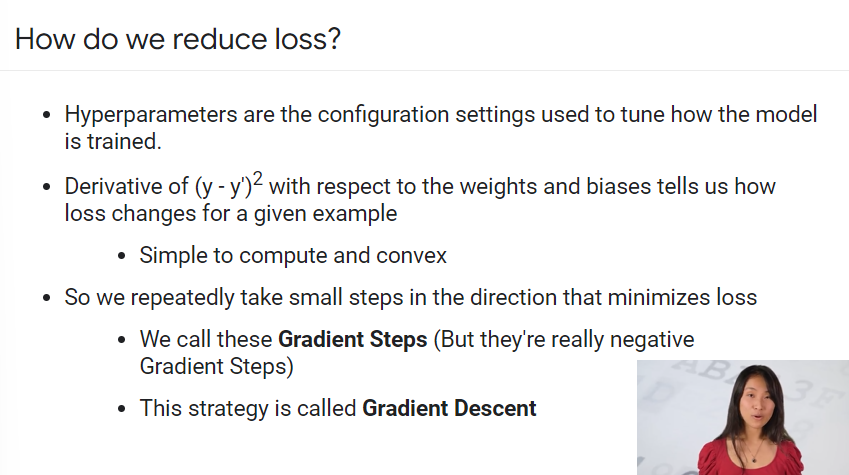 How do we reduce loss?
• Hyperparameters are the configuration settings used to tune how the model
is trained.
• Derivative of (y - y')² with respect to the weights and biases tells us how
loss changes for a given example
• Simple to compute and convex
• So we repeatedly take small steps in the direction that minimizes loss
• We call these Gradient Steps (But they're really negative
Gradient Steps)
• This strategy is called Gradient Descent